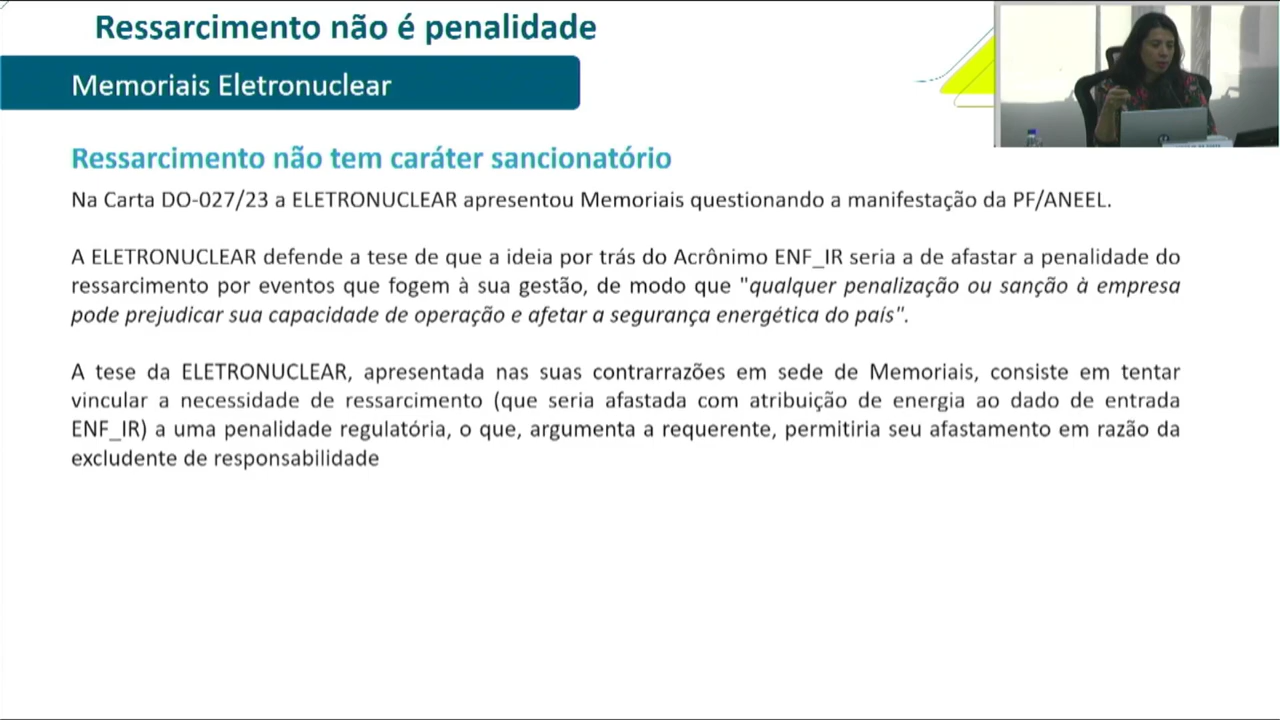 Ressarcimento não é penalidade
Memoriais Eletronuclear
Ressarcimento não tem caráter sancionatório
Na Carta DO-027/23 a ELETRONUCLEAR apresentou Memoriais questionando a manifestação da PF/ANEEL.
A ELETRONUCLEAR defende a tese de que a ideia por trás do Acrônimo ENF_IR seria a de afastar a penalidade do
ressarcimento por eventos que fogem à sua gestão, de modo que "qualquer penalização ou sanção à empresa
pode prejudicar sua capacidade de operação e afetar a segurança energética do país".
A tese da ELETRONUCLEAR, apresentada nas suas contrarrazões em sede de Memoriais, consiste em tentar
vincular a necessidade de ressarcimento (que seria afastada com atribuição de energia ao dado de entrada
ENF_IR) a uma penalidade regulatória, o que, argumenta a requerente, permitiria seu afastamento em razão da
excludente de responsabilidade